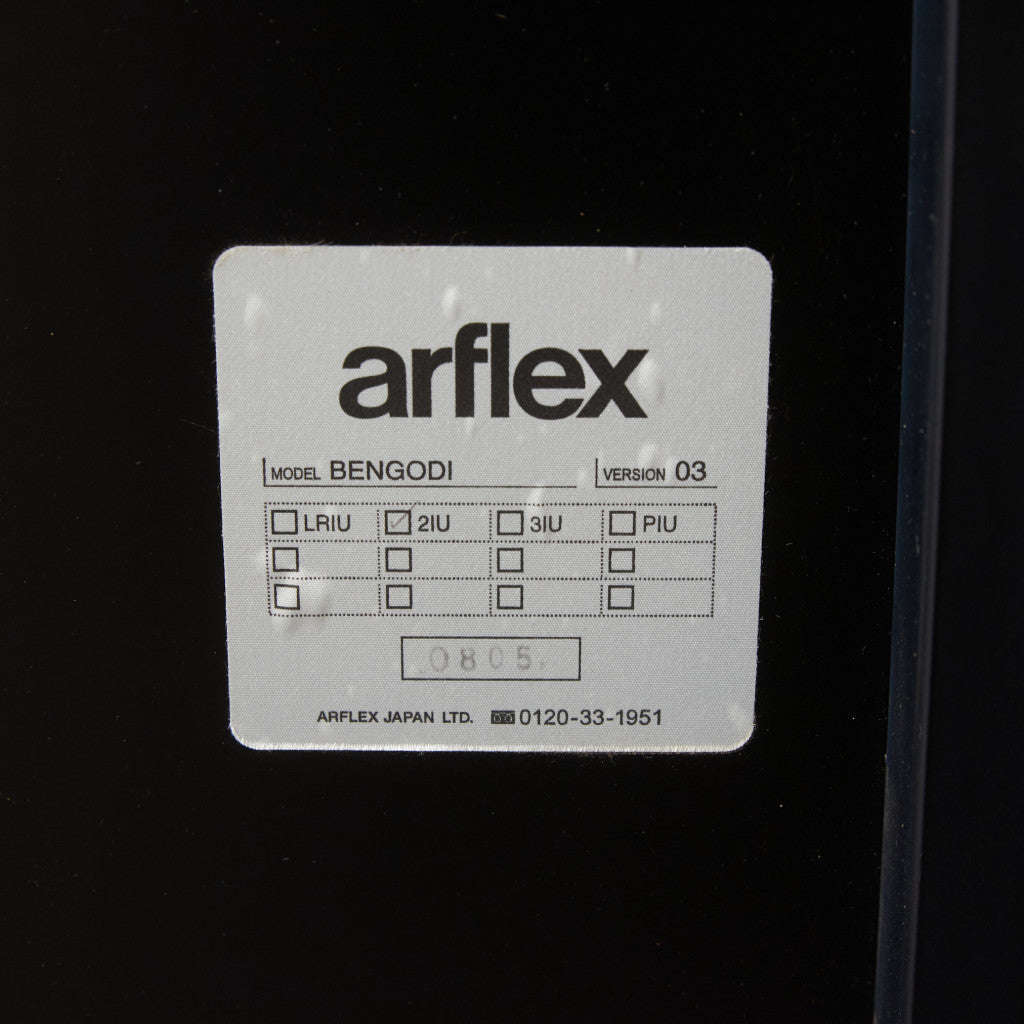 arflex
MODEL BENGODI VERSION 03
LRIU 2IU 3IU PIU
0805.
ARFLEX JAPAN LTD. 0120-33-1951